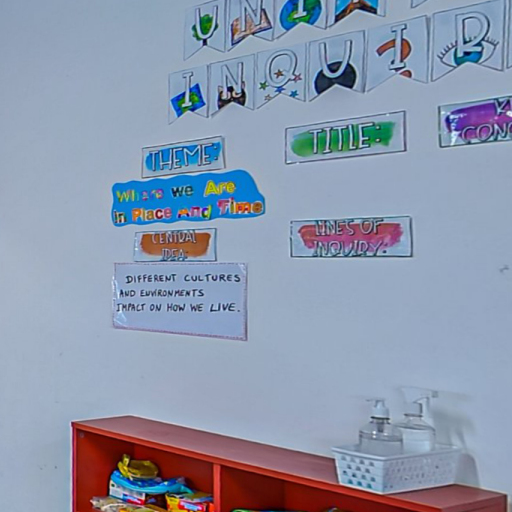 UNIT
INQUIR
THEME:
TITLE:
CONC
Where we Are
in Place And Time
CENTRAL
IDEA:
LINES OF
INQUIRY:
DIFFERENT CULTURES
AND ENVIRONMENTS
IMPACT ON HOW WE LIVE.